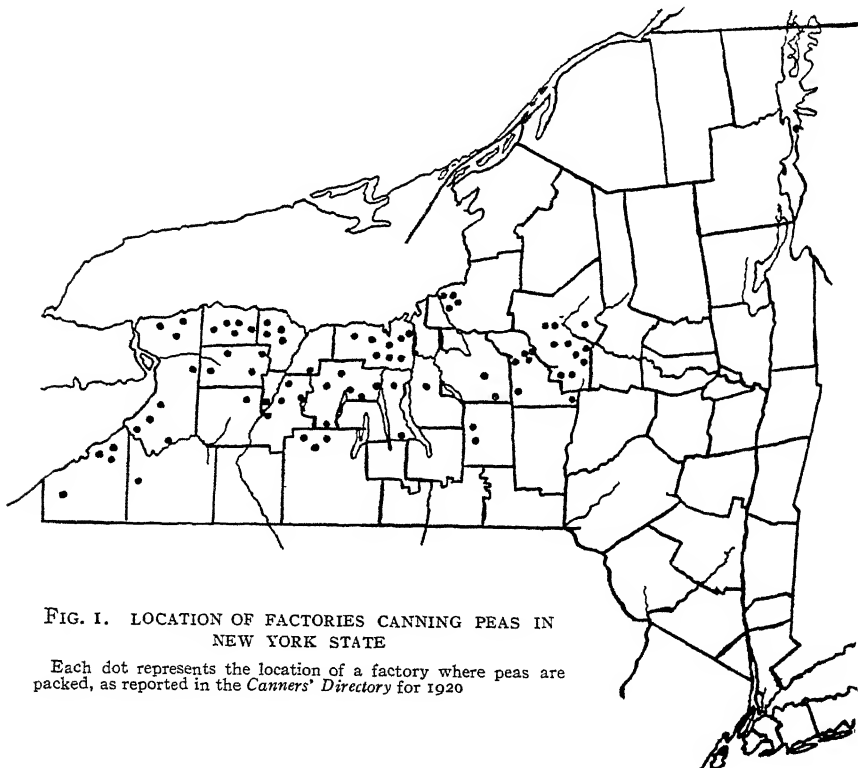 FIG. I. LOCATION OF FACTORIES CANNING PEAS IN
NEW YORK STATE
Each dot represents the location of a factory where peas are
packed, as reported in the Canners' Directory for 1920